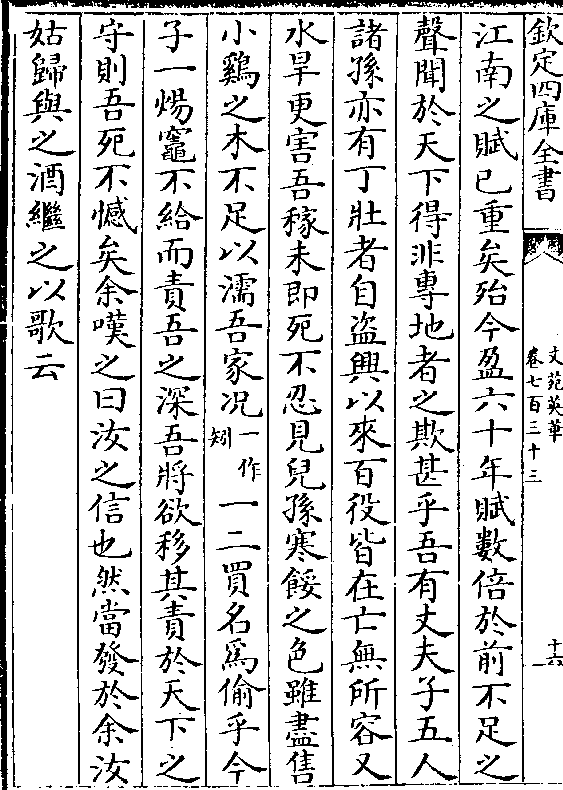 欽定四庫全書
文苑英華
卷七百三十三
十六
江南之賦已重矣殆今盈六十年賦數倍於前不足之
聲聞於天下得非專地者之欺甚乎吾有丈夫子五人
諸孫亦有丁壯者自盜興以來百役皆在亡無所容又
水旱更害吾稼未即死不忍見兒孫寒餒之色雖盡售
小雞之木不足以濡吾家况一作矧一二買名為偷乎今
子一煬竈不給而責吾之深吾將欲移其責於天下之
守則吾死不憾矣余嘆之曰汝之信也然當發於余汝
姑歸與之酒繼之以歌云